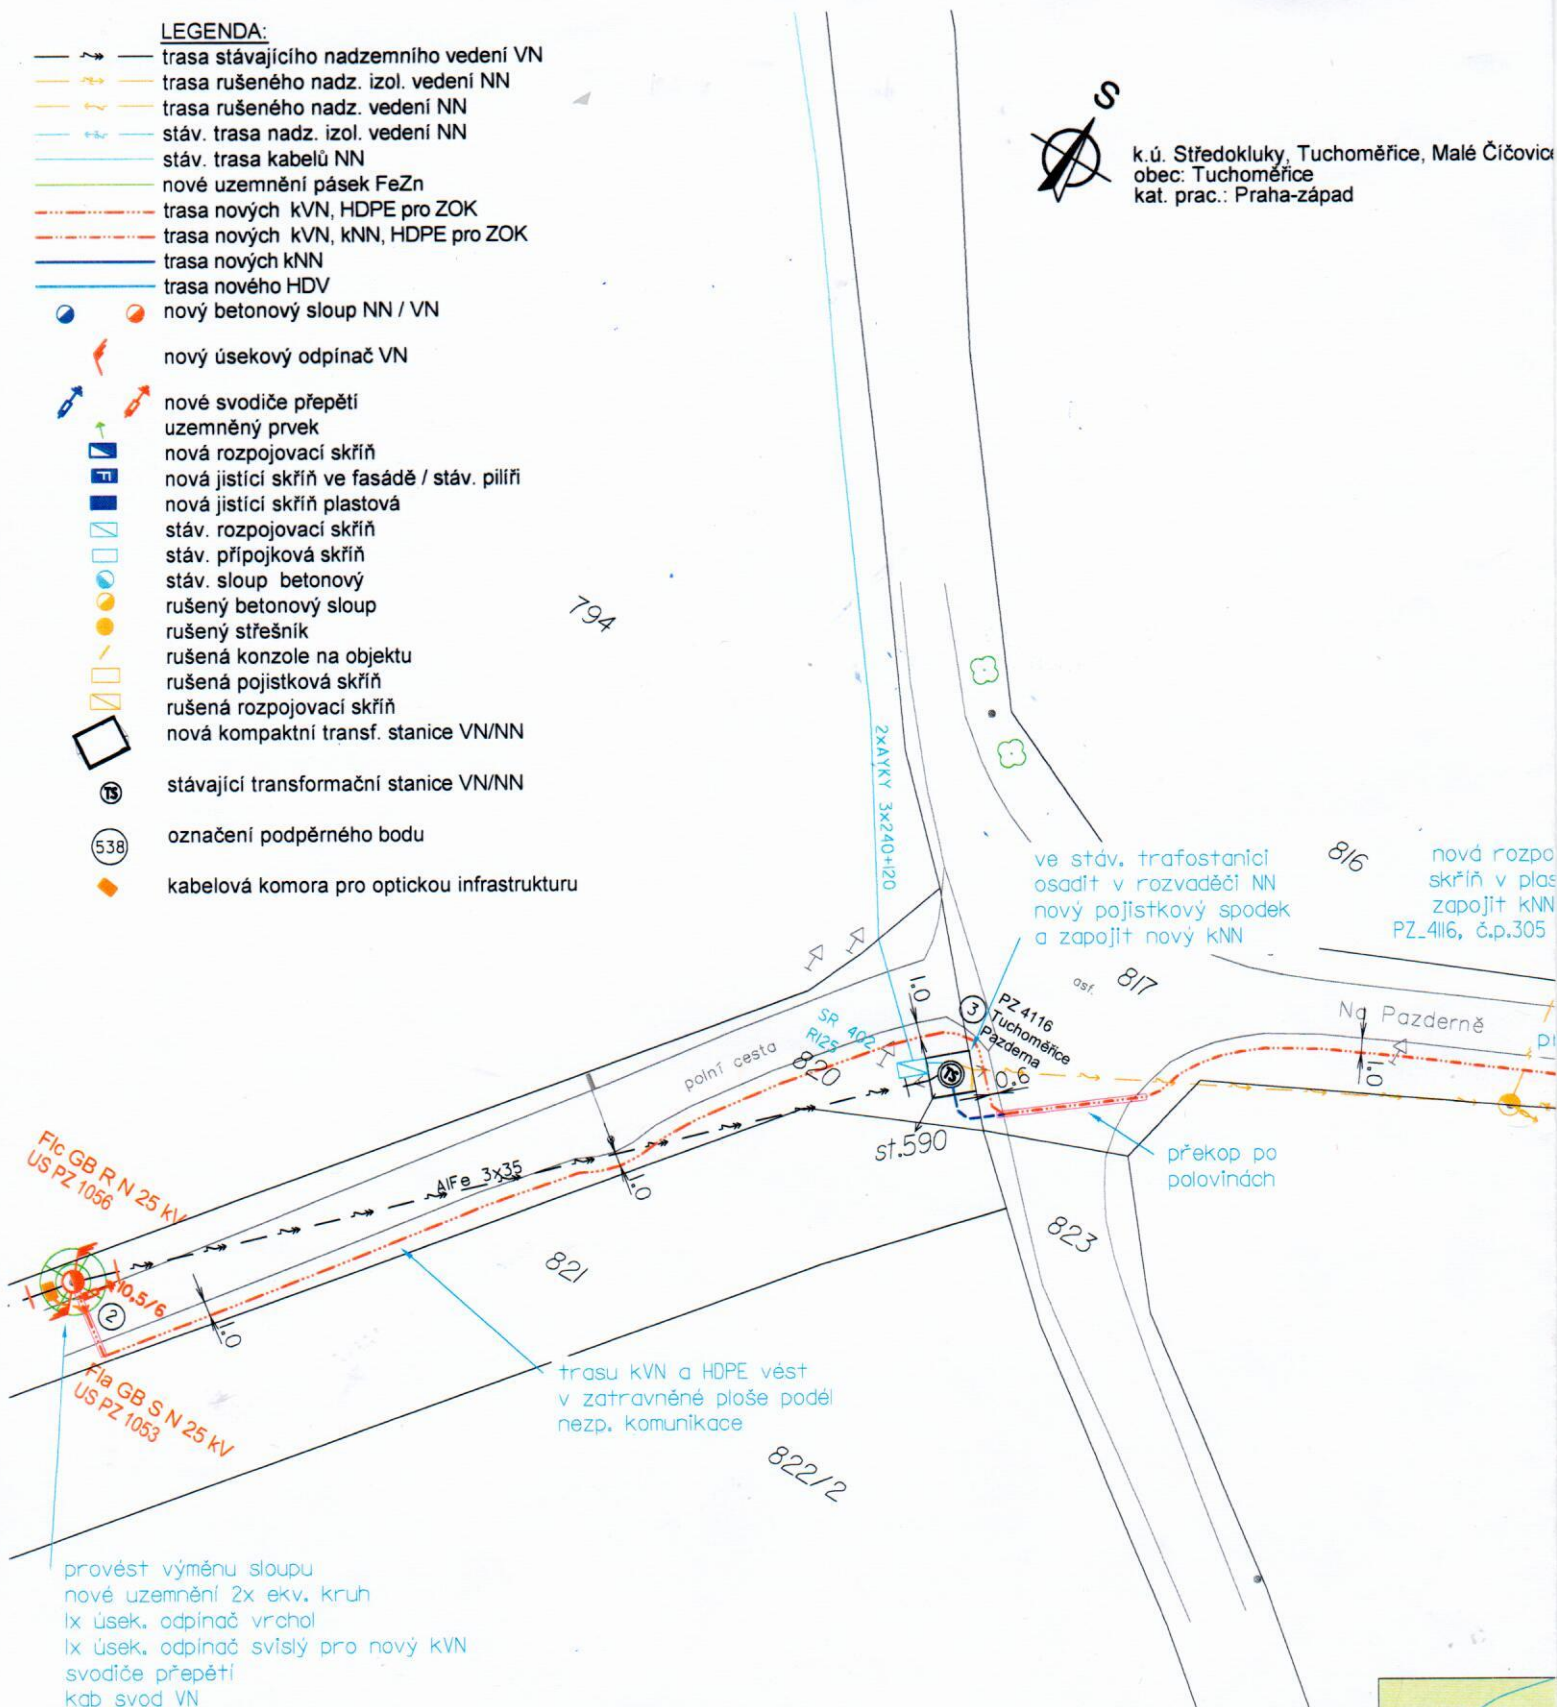 LEGENDA:
trasa stávajícího nadzemního vedení VN
trasa rušeného nadz. izol. vedení NN
trasa rušeného nadz. vedení NN
stáv. trasa nadz. izol. vedení NN
stáv. trasa kabelů NN
nové uzemnění pásek FeZn
trasa nových kVN, HDPE pro ZOK
trasa nových kVN, kNN, HDPE pro ZOK
trasa nových kNN
trasa nového HDV
nový betonový sloup NN / VN
nový úsekový odpínač VN
nové svodiče přepětí
uzemněný prvek
nová rozpojovací skříň
F nová jistící skříň ve fasádě / stáv. pilíři
nová jistící skříň plastová
stáv. rozpojovací skříň
stáv. přípojková skříň
stáv. sloup betonový
rušený betonový sloup
rušený střešník
rušená konzole na objektu
rušená pojistková skříň
rušená rozpojovací skříň
nová kompaktní transf. stanice VN/NN
TS stávající transformační stanice VN/NN
538 označení podpěrného bodu
kabelová komora pro optickou infrastrukturu
S
k.ú. Středokluky, Tuchoměřice, Malé Číčovice
obec: Tuchoměřice
kat. prac.: Praha-západ
794
2xAYKY 3x240+120
ve stáv. trafostanici
osadit v rozvaděči NN
nový pojistkový spodek
a zapojit nový kNN
816
nová rozpo
skříň v plas
zapojit kNN
PZ_4116, č.p.305
asf.
817
Na Pazderně
1.0
3
PZ 4116
Tuchoměřice
Pazderna
SR 402
R125
polní cesta
820
TS
0.6
1.0
st.590
překop po
polovinách
AlFe 3x35
1.0
823
821
Flc GB R N 25 kV
US PZ 1056
10,5/6
2
1.0
Fla GB S N 25 kV
US PZ 1053
trasu kVN a HDPE vést
v zatravněné ploše podél
nezp. komunikace
822/2
provést výměnu sloupu
nové uzemnění 2x ekv. kruh
1x úsek. odpínač vrchol
1x úsek. odpínač svislý pro nový kVN
svodiče přepětí
kab svod VN